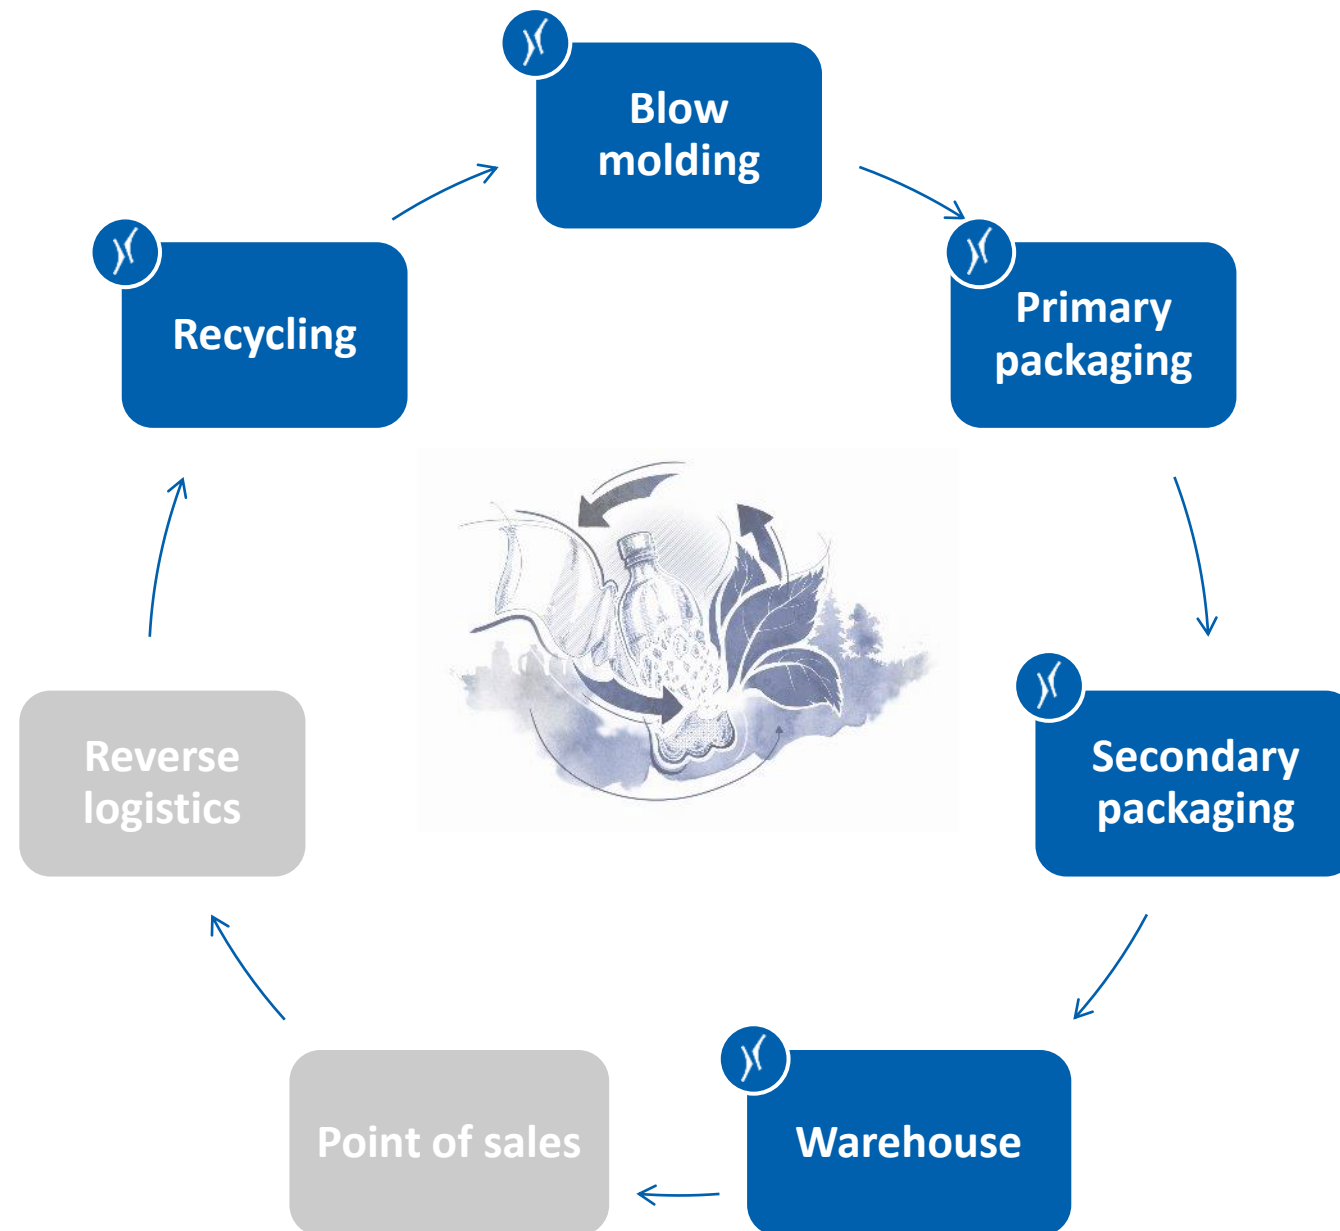 Blow
molding
Primary
packaging
Secondary
packaging
Warehouse
Point of sales
Reverse
logistics
Recycling